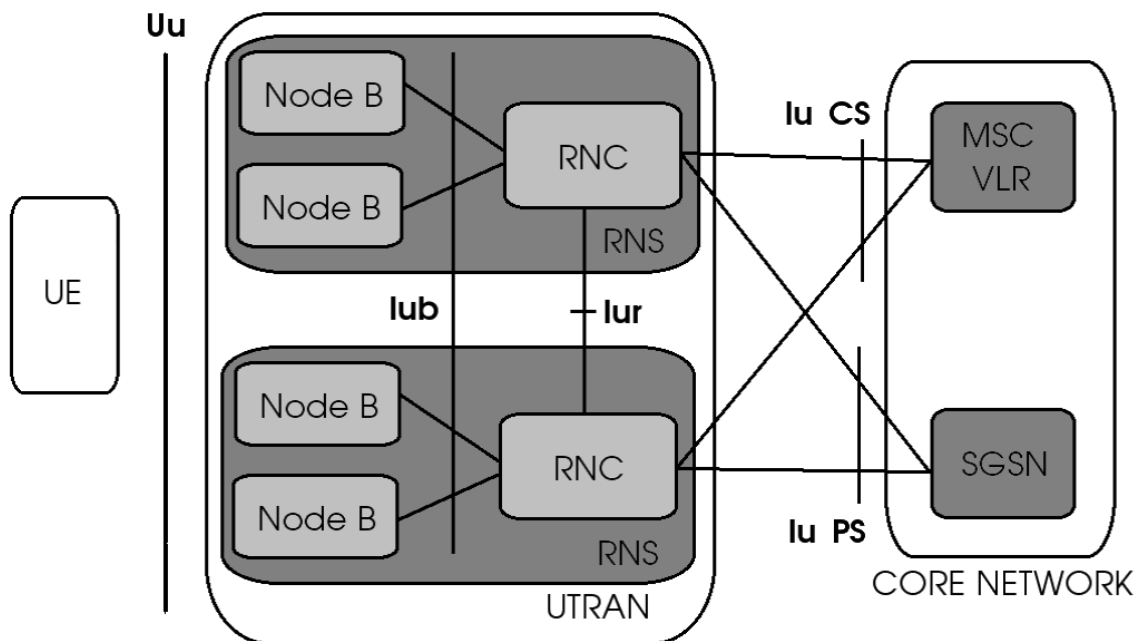 Uu
Node B
Node B
RNC
RNS
Iu CS
MSC
VLR
UE
Iub
Iur
Node B
Node B
RNC
RNS
SGSN
Iu PS
UTRAN
CORE NETWORK